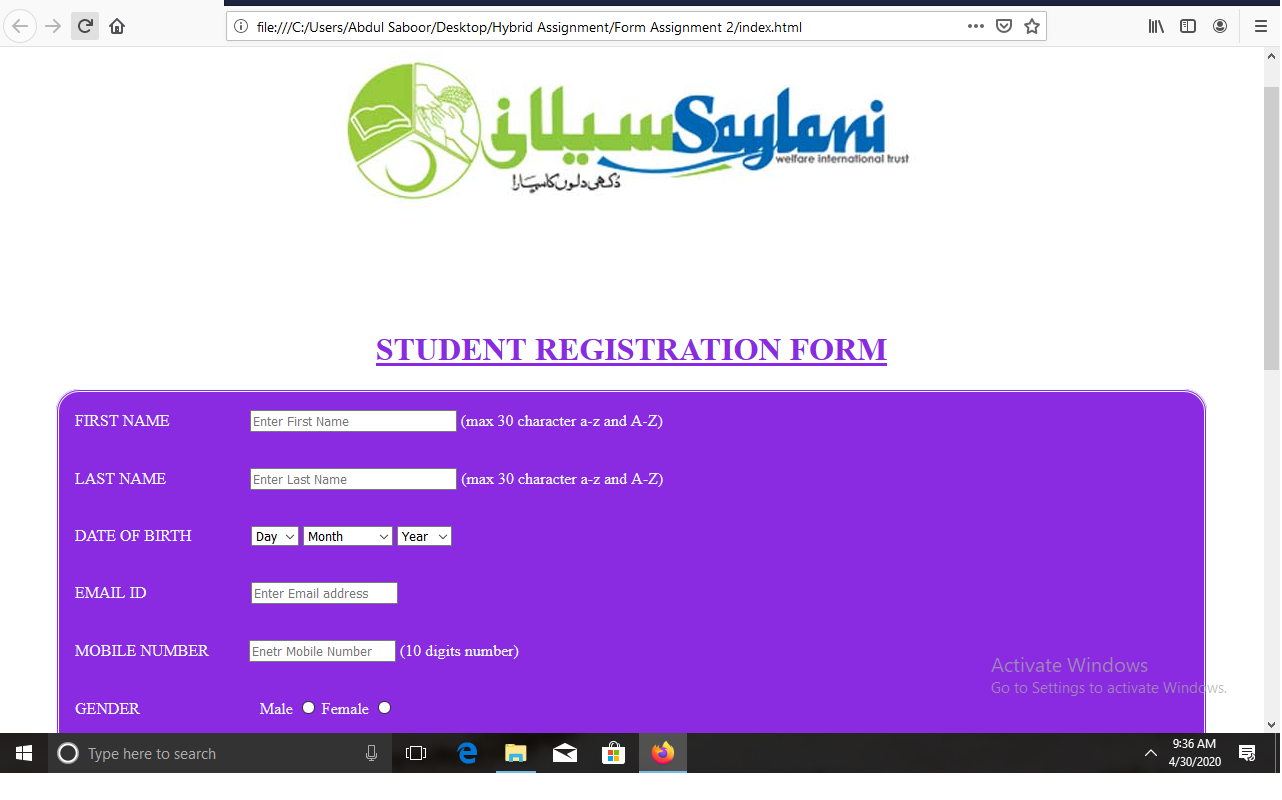 file:///C:/Users/Abdul Saboor/Desktop/Hybrid Assignment/Form Assignment 2/index.html
سیلانی Saylani
welfare international trust
دُکھی دلوں کا سہارا
STUDENT REGISTRATION FORM
FIRST NAME Enter First Name (max 30 character a-z and A-Z)
LAST NAME Enter Last Name (max 30 character a-z and A-Z)
DATE OF BIRTH Day Month Year
EMAIL ID Enter Email address
MOBILE NUMBER Enetr Mobile Number (10 digits number)
Activate Windows
Go to Settings to activate Windows.
GENDER Male Female
Type here to search
9:36 AM
4/30/2020